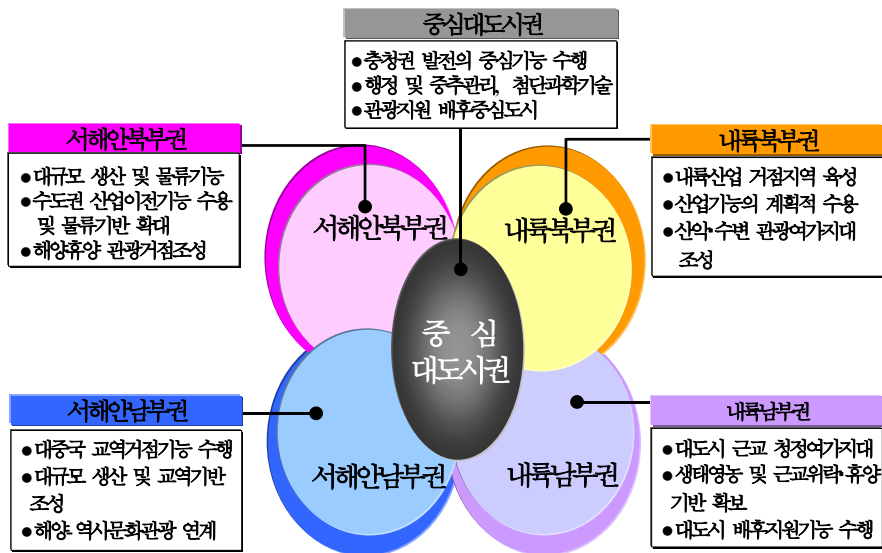 중심대도시권
●충청권 발전의 중심기능 수행
●행정 및 중추관리, 첨단과학기술
●관광지원 배후중심도시
서해안북부권
●대규모 생산 및 물류기능
●수도권 산업이전기능 수용
및 물류기반 확대
●해양휴양 관광거점조성
내륙북부권
●내륙산업 거점지역 육성
●산업기능의 계획적 수용
●산악·수변 관광여가지대
조성
서해안북부권
내륙북부권
중 심
대도시권
서해안남부권
내륙남부권
서해안남부권
●대중국 교역거점기능 수행
●대규모 생산 및 교역기반
조성
●해양·역사문화관광 연계
내륙남부권
●대도시 근교 청정여가지대
●생태영농 및 근교위락·휴양
기반 확보
●대도시 배후지원기능 수행